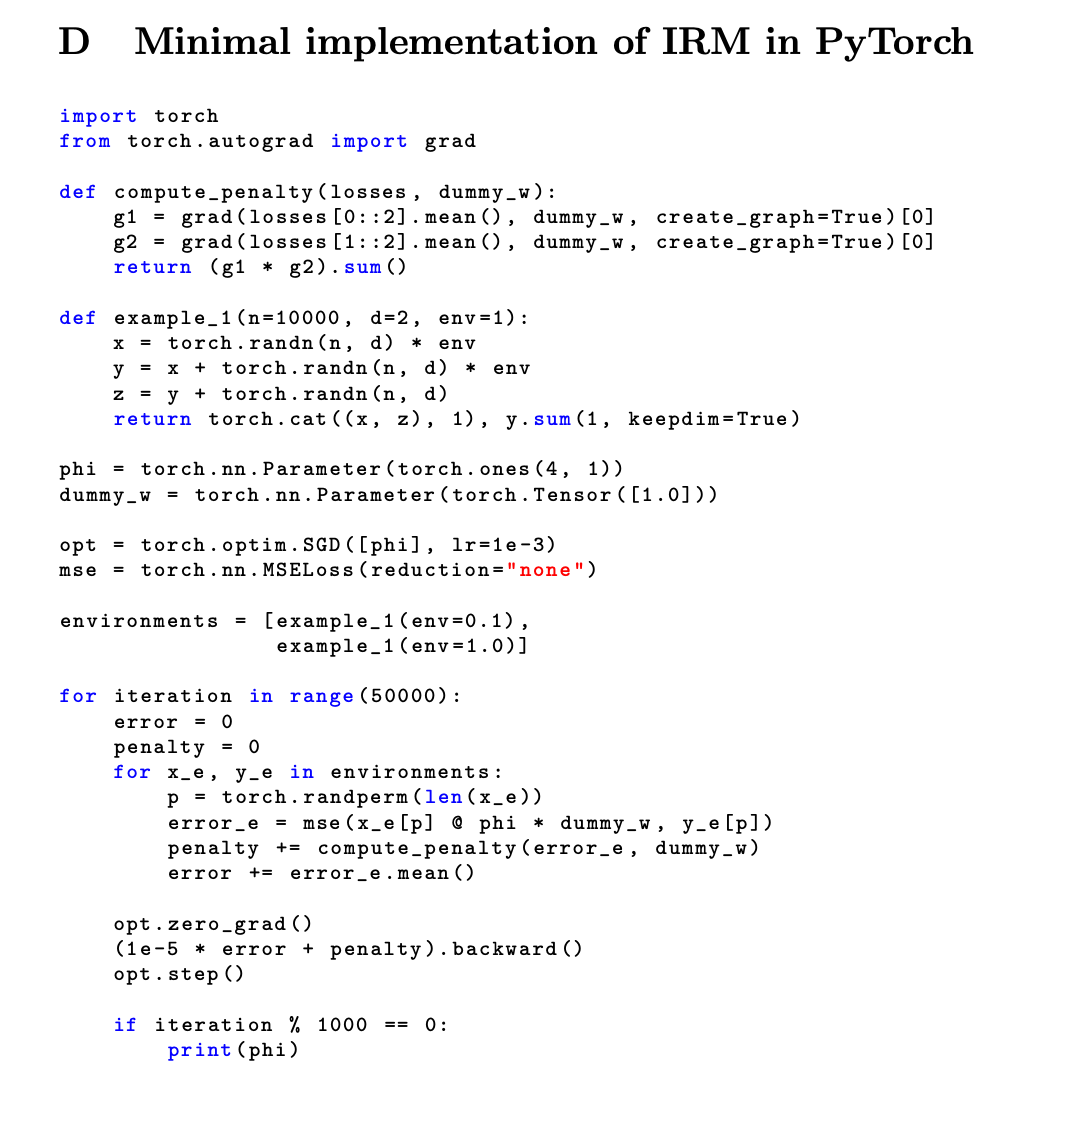 D Minimal implementation of IRM in PyTorch
import torch
from torch.autograd import grad
def compute_penalty(losses, dummy_w):
    g1 = grad(losses[0::2].mean(), dummy_w, create_graph=True)[0]
    g2 = grad(losses[1::2].mean(), dummy_w, create_graph=True)[0]
    return (g1 * g2).sum()
def example_1(n=10000, d=2, env=1):
    x = torch.randn(n, d) * env
    y = x + torch.randn(n, d) * env
    z = y + torch.randn(n, d)
    return torch.cat((x, z), 1), y.sum(1, keepdim=True)
phi = torch.nn.Parameter(torch.ones(4, 1))
dummy_w = torch.nn.Parameter(torch.Tensor([1.0]))
opt = torch.optim.SGD([phi], lr=1e-3)
mse = torch.nn.MSELoss(reduction="none")
environments = [example_1(env=0.1),
                example_1(env=1.0)]
for iteration in range(50000):
    error = 0
    penalty = 0
    for x_e, y_e in environments:
        p = torch.randperm(len(x_e))
        error_e = mse(x_e[p] @ phi * dummy_w, y_e[p])
        penalty += compute_penalty(error_e, dummy_w)
        error += error_e.mean()
    opt.zero_grad()
    (1e-5 * error + penalty).backward()
    opt.step()
    if iteration % 1000 == 0:
        print(phi)